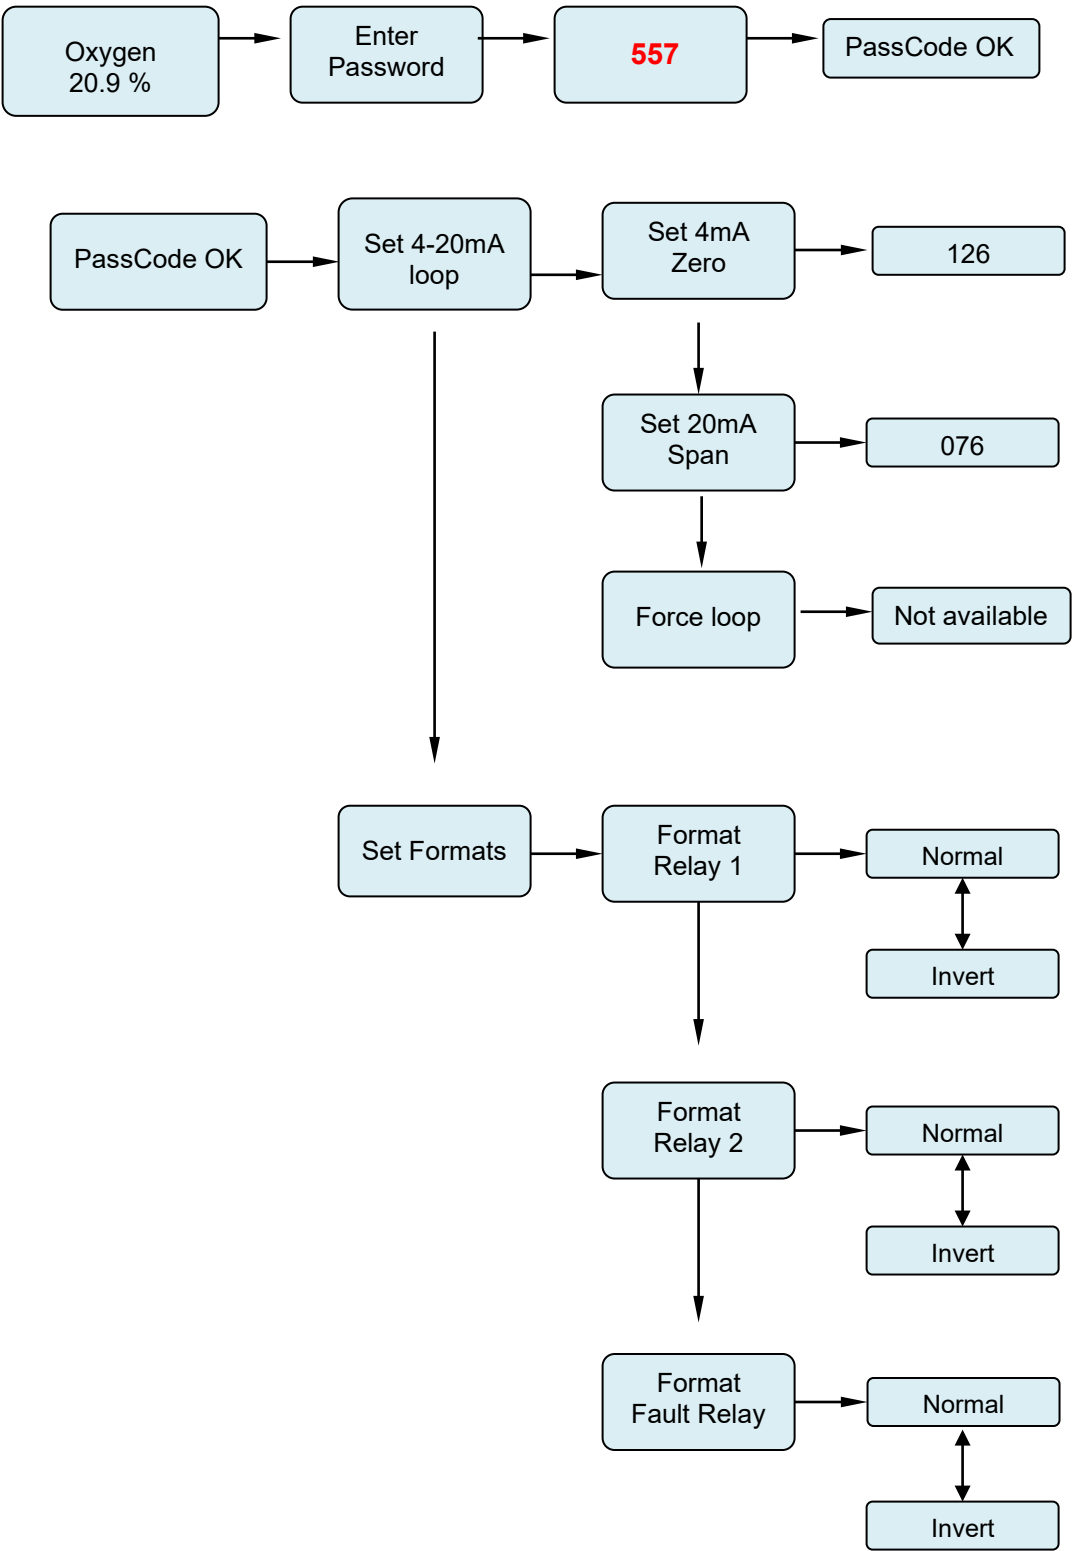 Oxygen
20.9 %
Enter
Password
557
PassCode OK
PassCode OK
Set 4-20mA
loop
Set 4mA
Zero
126
Set 20mA
Span
076
Force loop
Not available
Set Formats
Format
Relay 1
Normal
Invert
Format
Relay 2
Normal
Invert
Format
Fault Relay
Normal
Invert